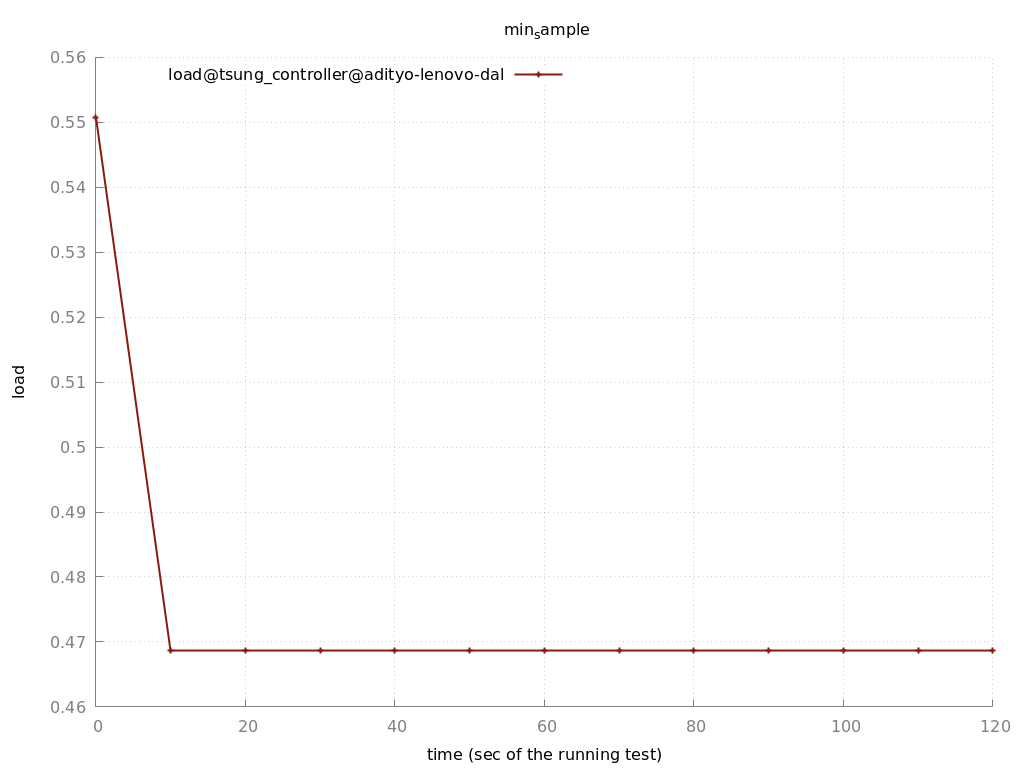 min_sample
load@tsung_controller@adityo-lenovo-dal
0.56
0.55
0.54
0.53
0.52
0.51
0.5
0.49
0.48
0.47
0.46
load
0 20 40 60 80 100 120
time (sec of the running test)